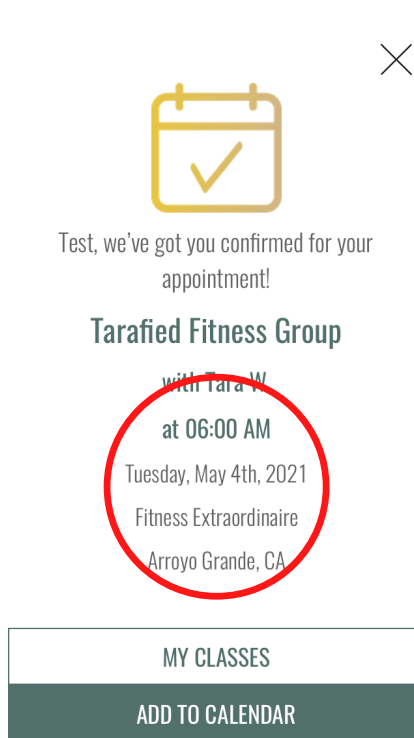 Test, we've got you confirmed for your
appointment!
Tarafied Fitness Group
with Tara W
at 06:00 AM
Tuesday, May 4th, 2021
Fitness Extraordinaire
Arroyo Grande, CA
MY CLASSES
ADD TO CALENDAR